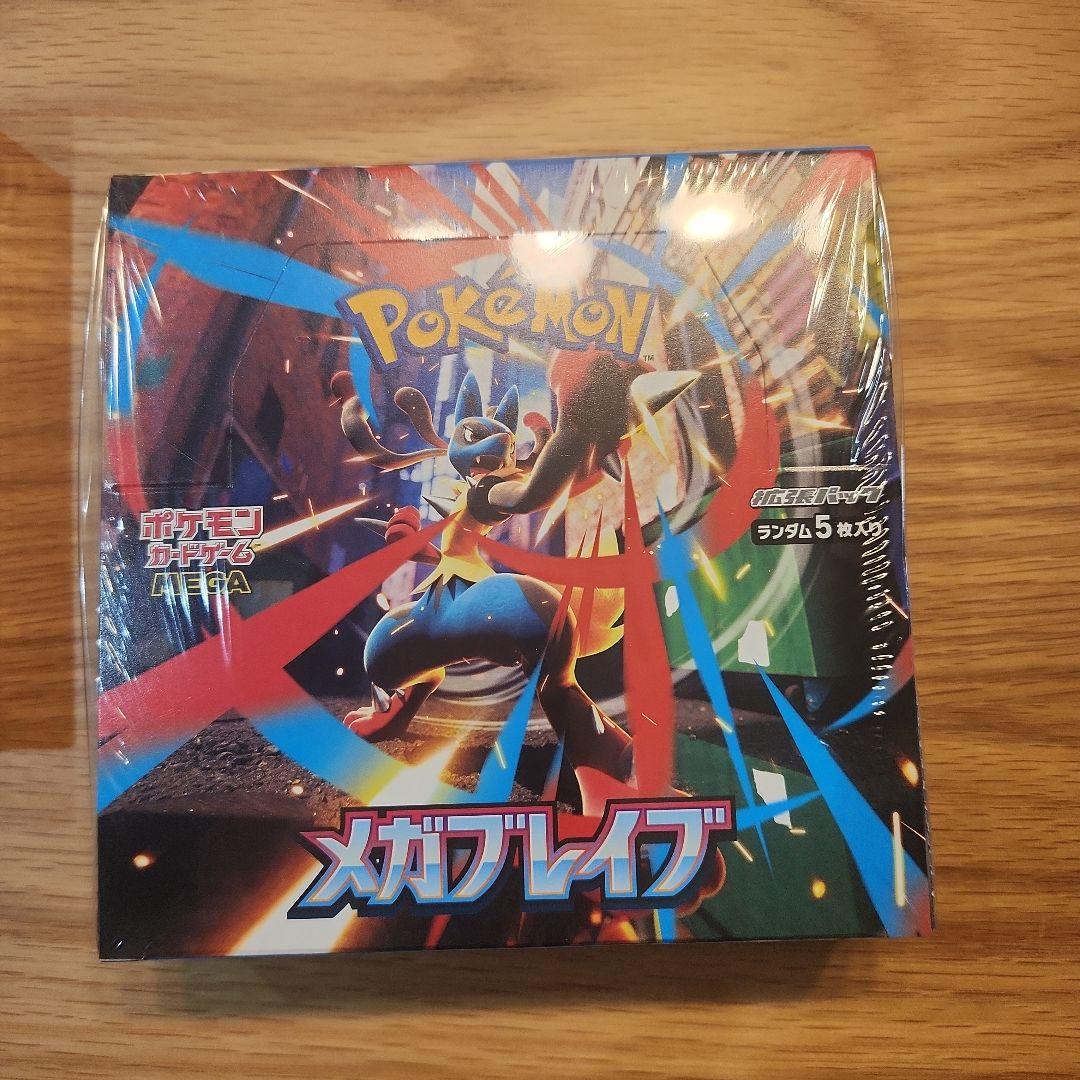 POKéMON
TM
拡張パック
ランダム5枚入り
ポケモン
カードゲーム
MEGA
メガブレイブ